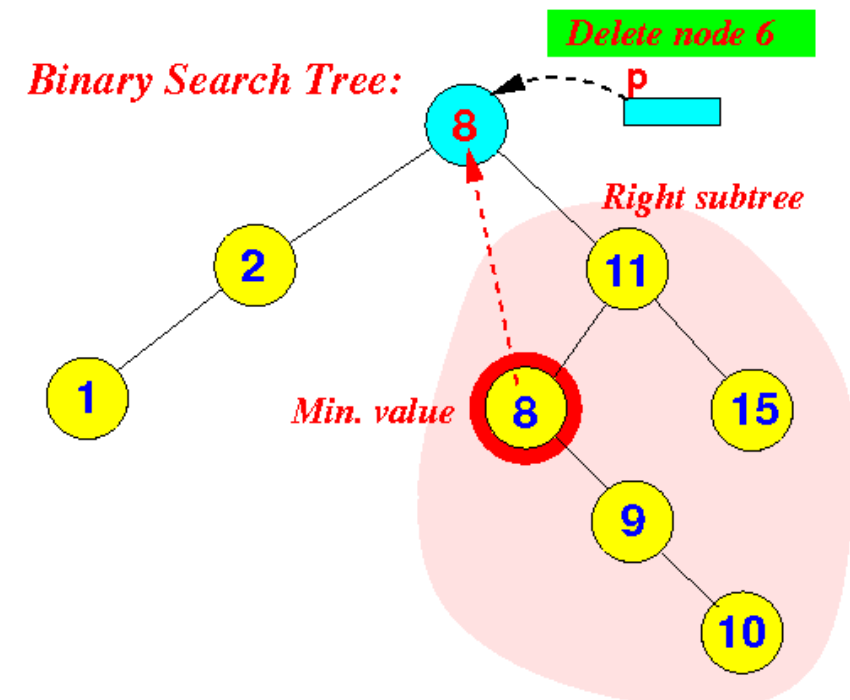 Delete node 6
Binary Search Tree:
p
8
Right subtree
2
11
1
Min. value
8
15
9
10